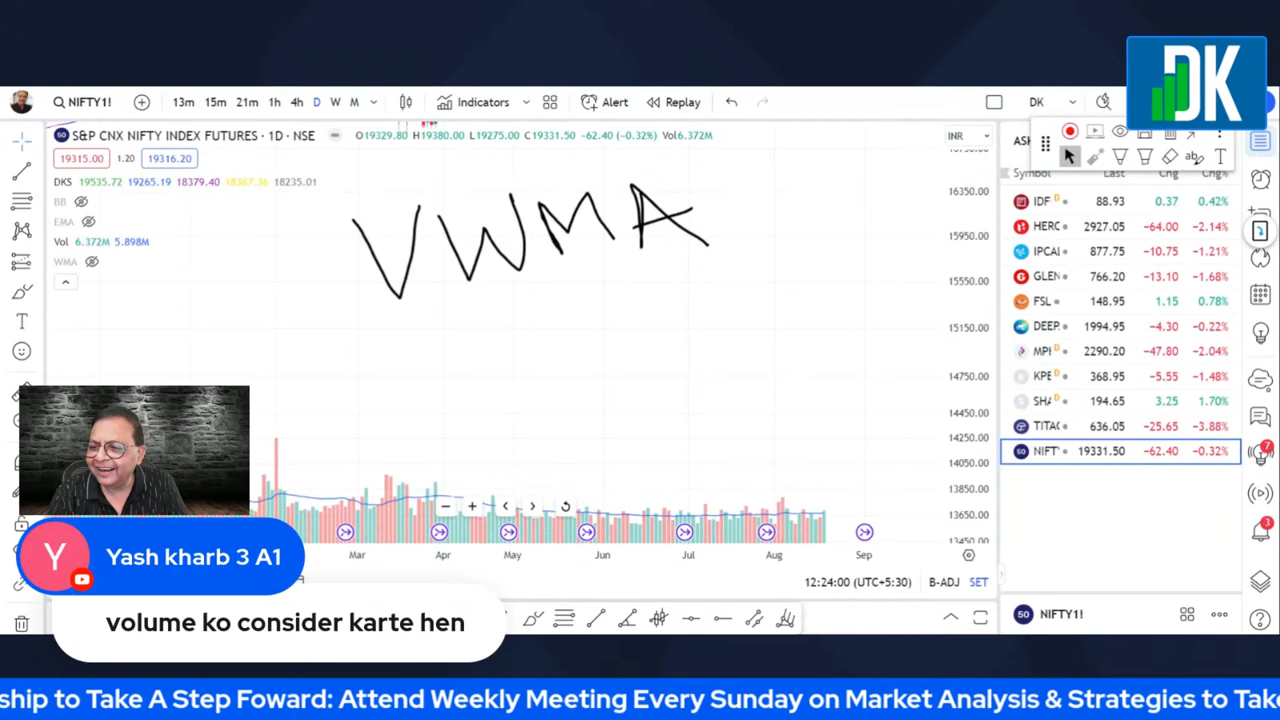 DK
NIFTY1!
13m 15m 21m 1h 4h D W M
Indicators
Alert
Replay
DK
S&P CNX NIFTY INDEX FUTURES · 1D · NSE
O19329.80 H19380.00 L19275.00 C19331.50 −62.40 (−0.32%) Vol6.372M
INR
19315.00 1.20 19316.20
DKS 19535.72 19265.19 18379.40 18367.36 18235.01
BB
EMA
Vol 6.372M 5.898M
WMA
VWMA
16350.00
15950.00
15550.00
15150.00
14750.00
14450.00
14250.00
14050.00
13850.00
13650.00
13450.00
Mar Apr May Jun Jul Aug Sep
12:24:00 (UTC+5:30) B-ADJ SET
Symbol Last Chg Chg%
IDF D 88.93 0.37 0.42%
HERC 2927.05 −64.00 −2.14%
IPCAI 877.75 −10.75 −1.21%
GLEN 766.20 −13.10 −1.68%
FSL 148.95 1.15 0.78%
DEEP 1994.95 −4.30 −0.22%
MPI D 2290.20 −47.80 −2.04%
KPE D 368.95 −5.55 −1.48%
SHA D 194.65 3.25 1.70%
TITAG 636.05 −25.65 −3.88%
50 NIFTY 19331.50 −62.40 −0.32%
7
3
50 NIFTY1!
Y
Yash kharb 3 A1
volume ko consider karte hen
ship to Take A Step Foward: Attend Weekly Meeting Every Sunday on Market Analysis & Strategies to Tak